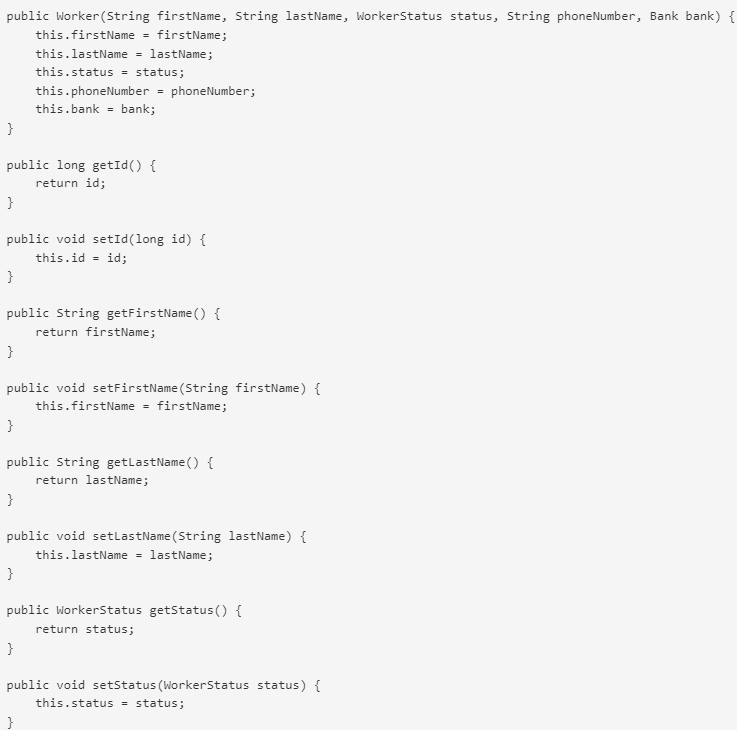 public Worker(String firstName, String lastName, WorkerStatus status, String phoneNumber, Bank bank) {
    this.firstName = firstName;
    this.lastName = lastName;
    this.status = status;
    this.phoneNumber = phoneNumber;
    this.bank = bank;
}

public long getId() {
    return id;
}

public void setId(long id) {
    this.id = id;
}

public String getFirstName() {
    return firstName;
}

public void setFirstName(String firstName) {
    this.firstName = firstName;
}

public String getLastName() {
    return lastName;
}

public void setLastName(String lastName) {
    this.lastName = lastName;
}

public WorkerStatus getStatus() {
    return status;
}

public void setStatus(WorkerStatus status) {
    this.status = status;
}